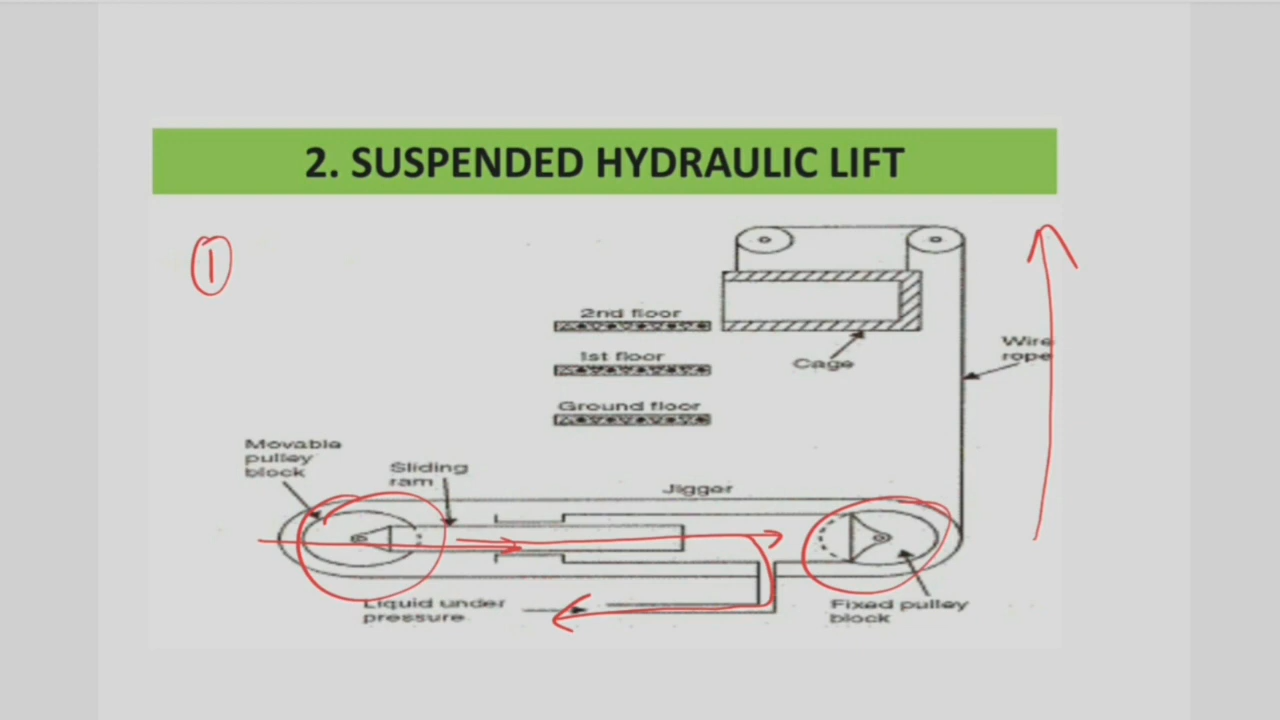 2. SUSPENDED HYDRAULIC LIFT
1
2nd floor
1st floor
Ground floor
Cage
Wire
rope
Movable
pulley
block
Sliding
ram
Jigger
Liquid under
pressure
Fixed pulley
block